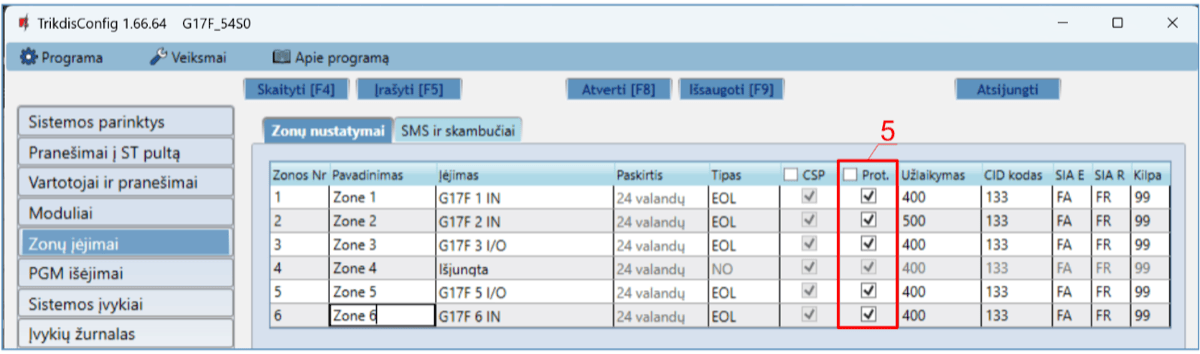 TrikdisConfig 1.66.64 G17F_54S0
Programa Veiksmai Apie programą
Skaityti [F4] Įrašyti [F5] Atverti [F8] Išsaugoti [F9] Atsijungti
Sistemos parinktys
Pranešimai į ST pultą
Vartotojai ir pranešimai
Moduliai
Zonų įėjimai
PGM išėjimai
Sistemos įvykiai
Įvykių žurnalas
Zonų nustatymai SMS ir skambučiai
5
Zonos Nr Pavadinimas Įėjimas Paskirtis Tipas CSP Prot. Užlaikymas CID kodas SIA E SIA R Kilpa
1 Zone 1 G17F 1 IN 24 valandų EOL 400 133 FA FR 99
2 Zone 2 G17F 2 IN 24 valandų EOL 500 133 FA FR 99
3 Zone 3 G17F 3 I/O 24 valandų EOL 400 133 FA FR 99
4 Zone 4 Išjungta 24 valandų NO 400 133 FA FR 99
5 Zone 5 G17F 5 I/O 24 valandų EOL 400 133 FA FR 99
6 Zone 6 G17F 6 IN 24 valandų EOL 400 133 FA FR 99